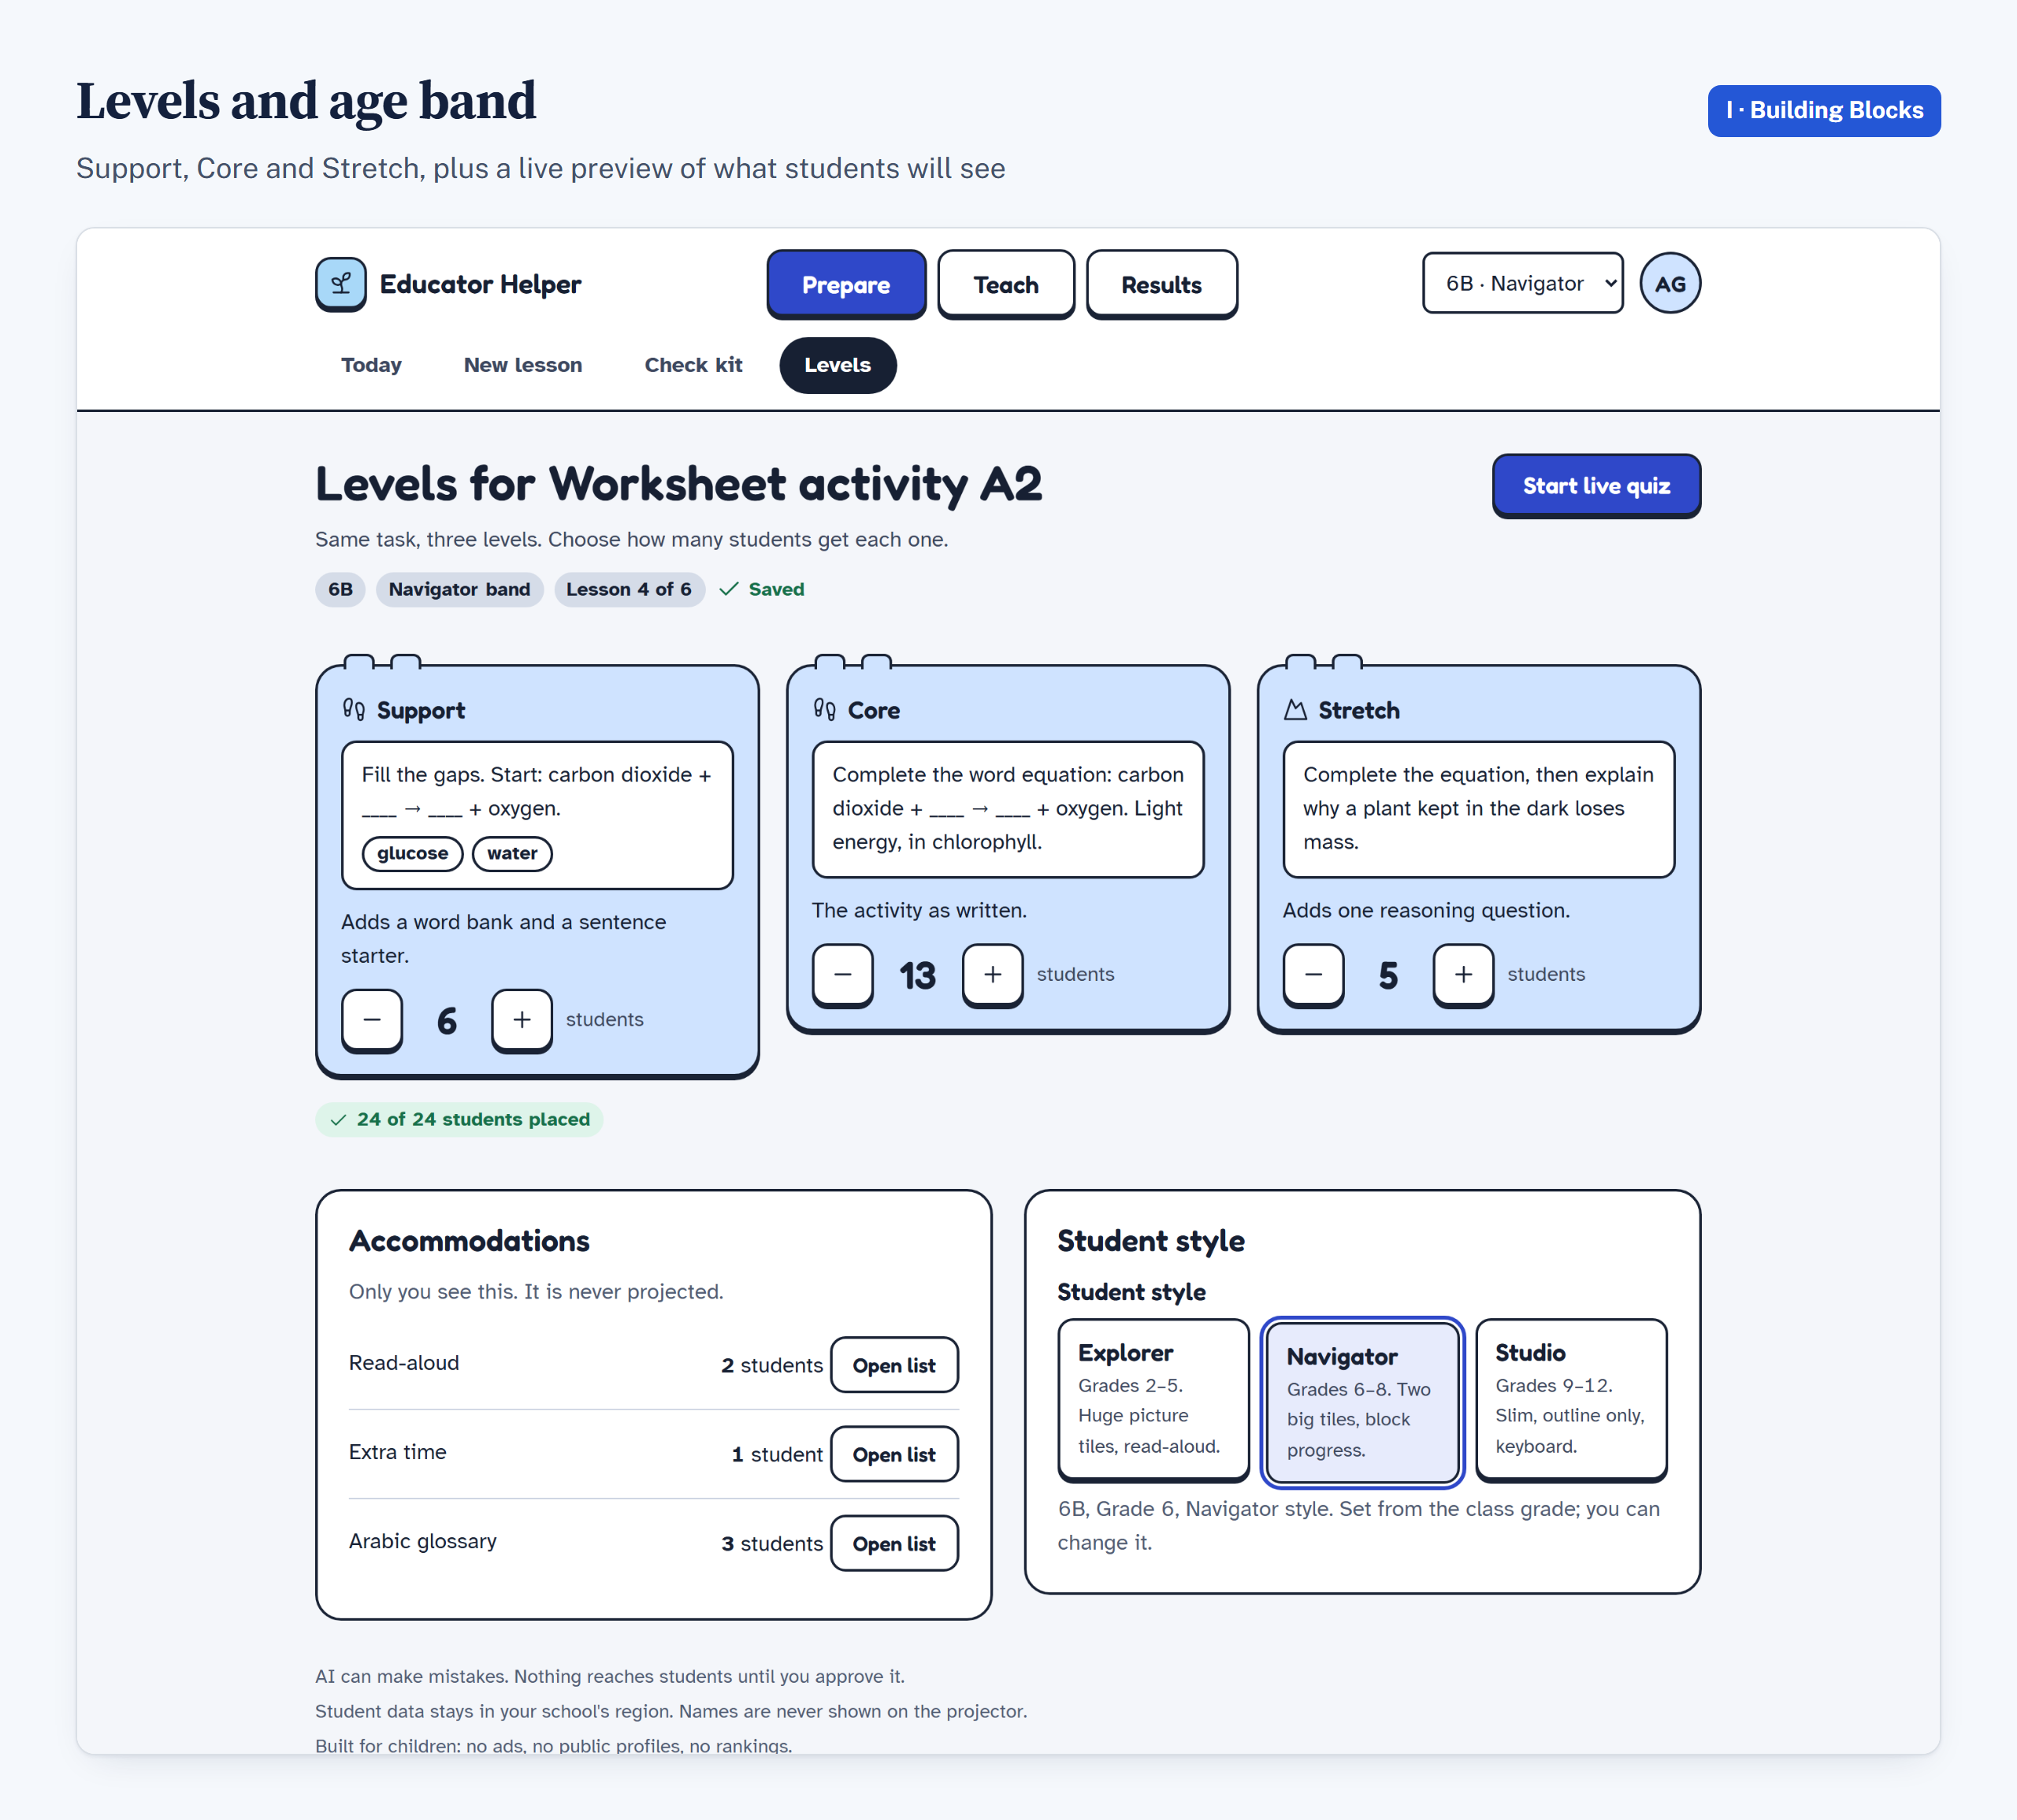 Levels and age band
I · Building Blocks
Support, Core and Stretch, plus a live preview of what students will see
Educator Helper
Prepare
Teach
Results
6B · Navigator
AG
Today
New lesson
Check kit
Levels
Levels for Worksheet activity A2
Start live quiz
Same task, three levels. Choose how many students get each one.
6B
Navigator band
Lesson 4 of 6
Saved
Support
Fill the gaps. Start: carbon dioxide +
____ → ____ + oxygen.
glucose
water
Adds a word bank and a sentence
starter.
− 6 + students
Core
Complete the word equation: carbon
dioxide + ____ → ____ + oxygen. Light
energy, in chlorophyll.
The activity as written.
− 13 + students
Stretch
Complete the equation, then explain
why a plant kept in the dark loses
mass.
Adds one reasoning question.
− 5 + students
24 of 24 students placed
Accommodations
Only you see this. It is never projected.
Read-aloud 2 students Open list
Extra time 1 student Open list
Arabic glossary 3 students Open list
Student style
Student style
Explorer
Grades 2–5.
Huge picture
tiles, read-aloud.
Navigator
Grades 6–8. Two
big tiles, block
progress.
Studio
Grades 9–12.
Slim, outline only,
keyboard.
6B, Grade 6, Navigator style. Set from the class grade; you can
change it.
AI can make mistakes. Nothing reaches students until you approve it.
Student data stays in your school's region. Names are never shown on the projector.
Built for children: no ads, no public profiles, no rankings.